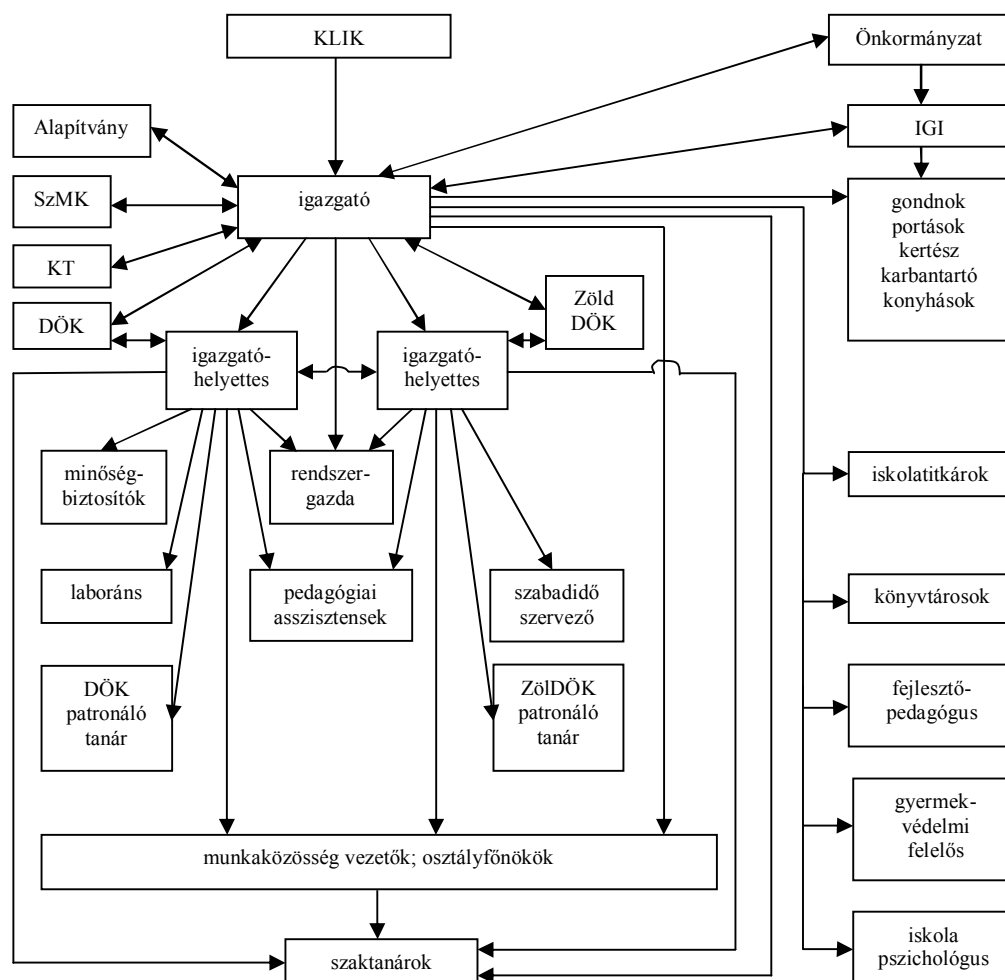 KLIK
Önkormányzat
Alapítvány
IGI
SzMK
igazgató
gondnok
portások
kertész
karbantartó
konyhások
KT
DÖK
Zöld
DÖK
igazgató-
helyettes
igazgató-
helyettes
minőség-
biztosítók
rendszer-
gazda
iskolatitkárok
laboráns
pedagógiai
asszisztensek
szabadidő
szervező
könyvtárosok
DÖK
patronáló
tanár
ZölDÖK
patronáló
tanár
fejlesztő-
pedagógus
gyermek-
védelmi
felelős
munkaközösség vezetők; osztályfőnökök
szaktanárok
iskola
pszichológus